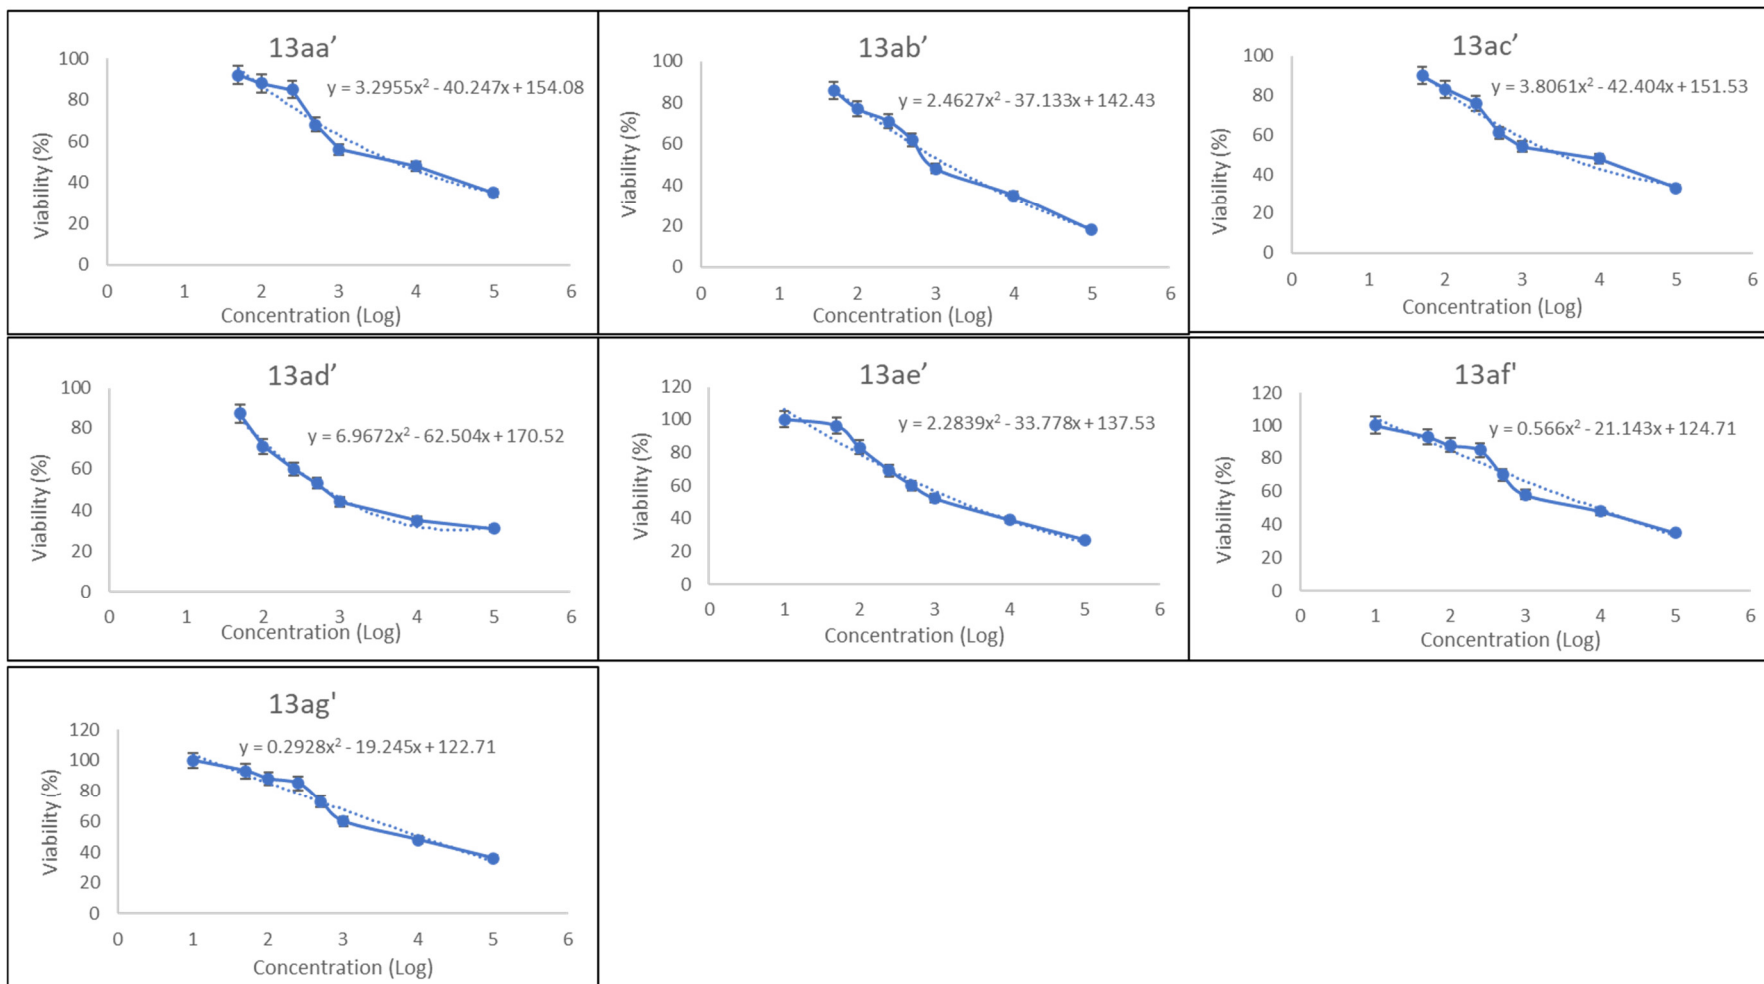 13aa’
y = 3.2955x² - 40.247x + 154.08
Viability (%)
100
80
60
40
20
0
0 1 2 3 4 5 6
Concentration (Log)
13ab’
y = 2.4627x² - 37.133x + 142.43
Viability (%)
100
80
60
40
20
0
0 1 2 3 4 5 6
Concentration (Log)
13ac’
y = 3.8061x² - 42.404x + 151.53
Viability (%)
100
80
60
40
20
0
0 1 2 3 4 5 6
Concentration (Log)
13ad’
y = 6.9672x² - 62.504x + 170.52
Viability (%)
100
80
60
40
20
0
0 1 2 3 4 5 6
Concentration (Log)
13ae’
y = 2.2839x² - 33.778x + 137.53
Viability (%)
120
100
80
60
40
20
0
0 1 2 3 4 5 6
Concentration (Log)
13af'
y = 0.566x² - 21.143x + 124.71
Viability (%)
120
100
80
60
40
20
0
0 1 2 3 4 5 6
Concentration (Log)
13ag'
y = 0.2928x² - 19.245x + 122.71
Viability (%)
120
100
80
60
40
20
0
0 1 2 3 4 5 6
Concentration (Log)